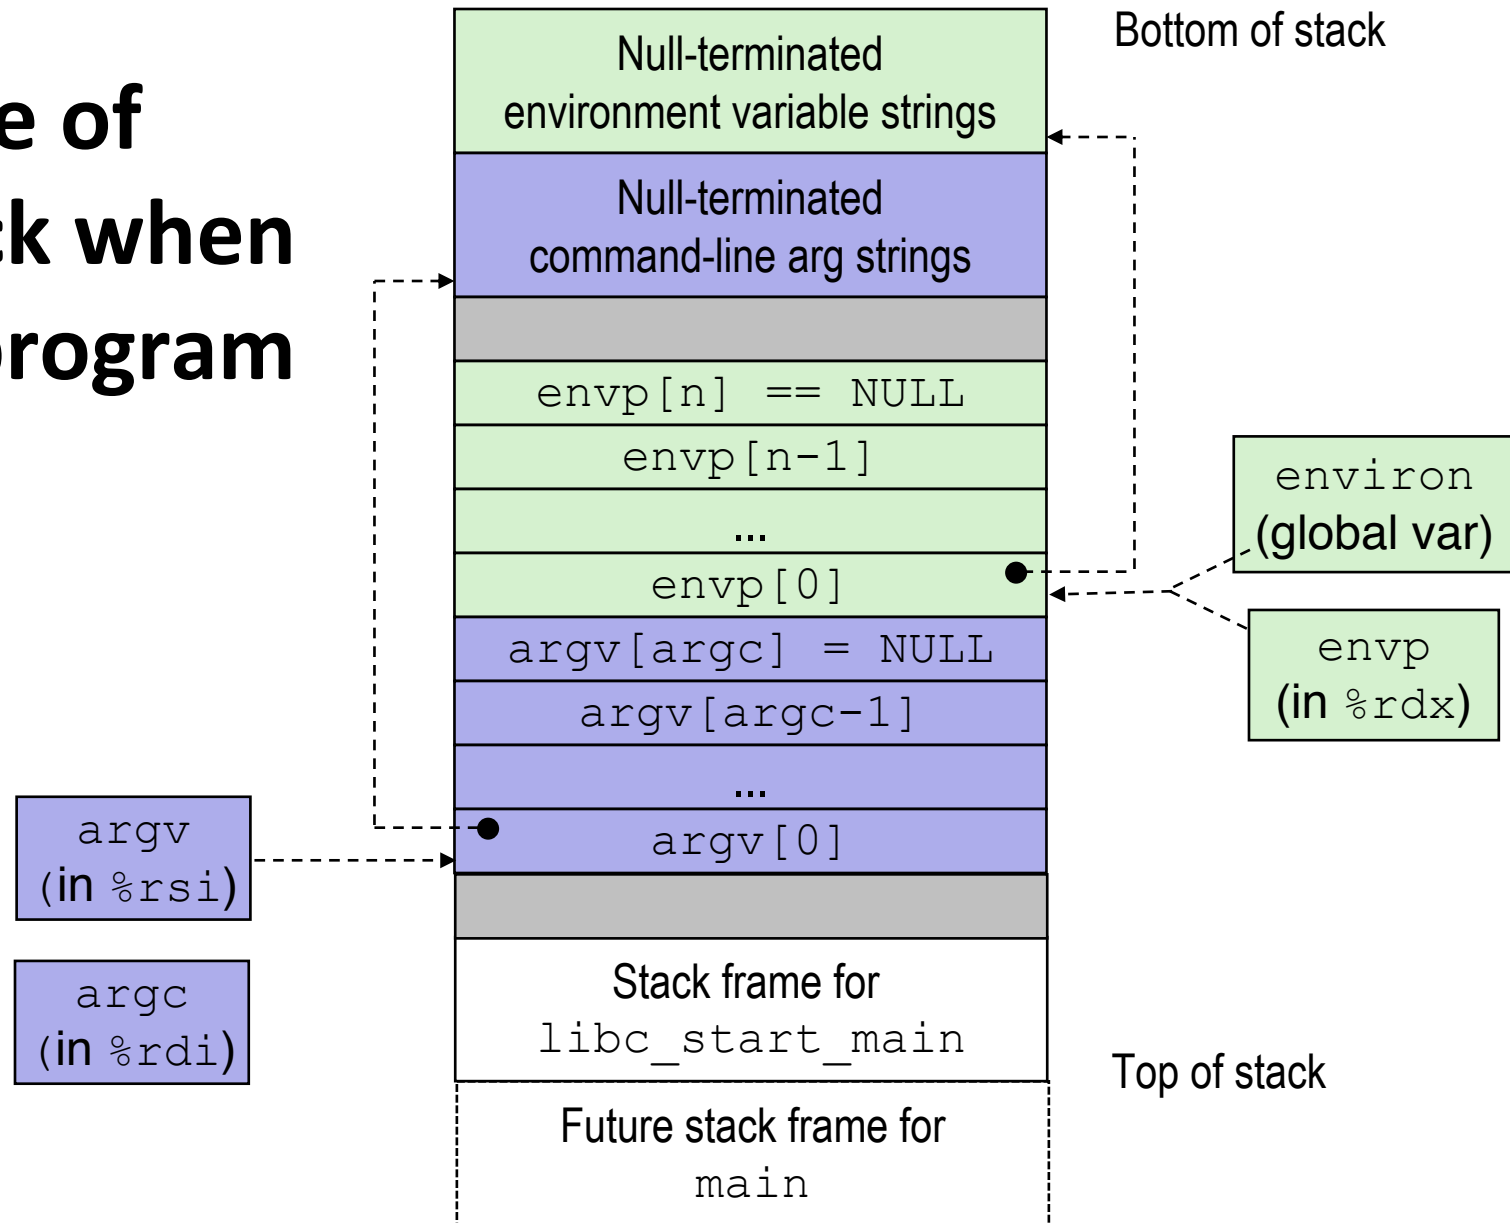 e of
ck when
program
Bottom of stack
Null-terminated
environment variable strings
Null-terminated
command-line arg strings
envp[n] == NULL
envp[n-1]
...
envp[0]
argv[argc] = NULL
argv[argc-1]
...
argv[0]
environ
(global var)
envp
(in %rdx)
argv
(in %rsi)
argc
(in %rdi)
Stack frame for
libc_start_main
Top of stack
Future stack frame for
main